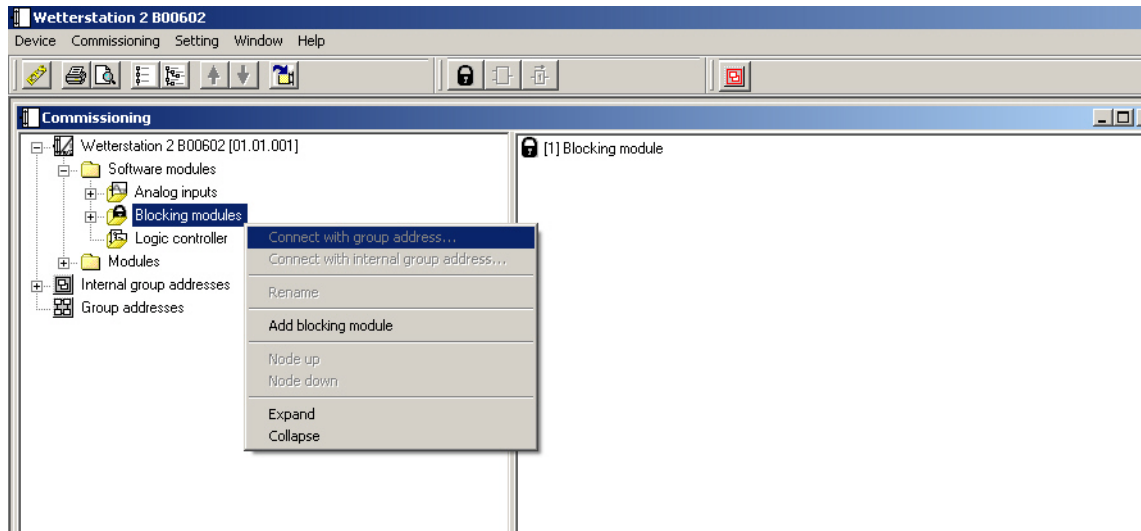 Wetterstation 2 B00602
Device Commissioning Setting Window Help
Commissioning
Wetterstation 2 B00602 [01.01.001]
Software modules
Analog inputs
Blocking modules
Logic controller
Modules
Internal group addresses
Group addresses
Connect with group address...
Connect with internal group address...
Rename
Add blocking module
Node up
Node down
Expand
Collapse
[1] Blocking module